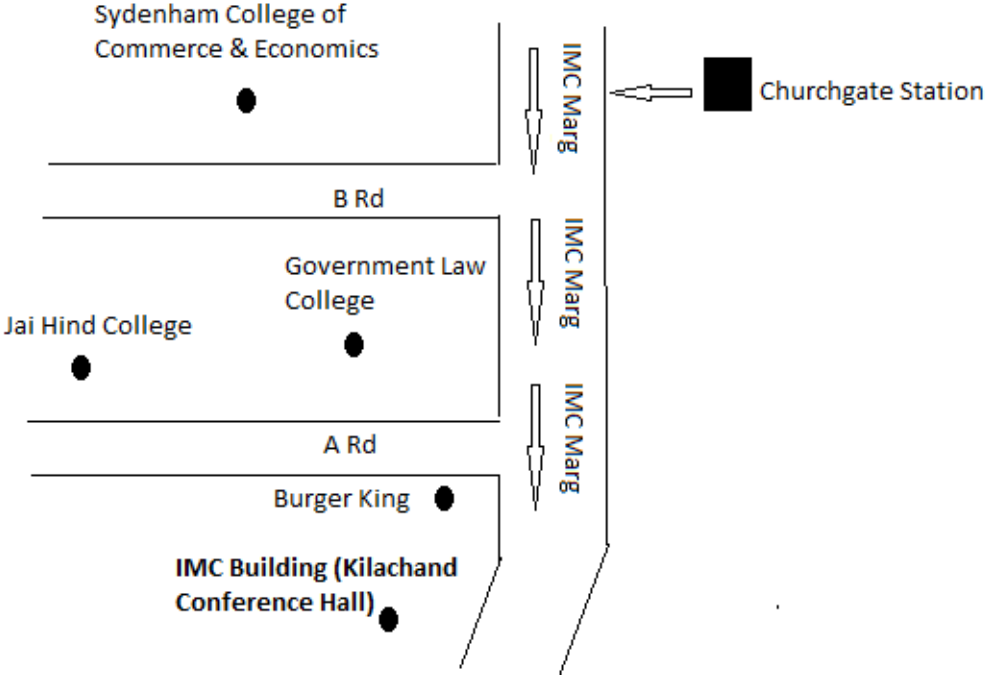 Sydenham College of
Commerce & Economics
IMC Marg
Churchgate Station
B Rd
IMC Marg
Government Law
College
Jai Hind College
IMC Marg
A Rd
Burger King
IMC Building (Kilachand
Conference Hall)